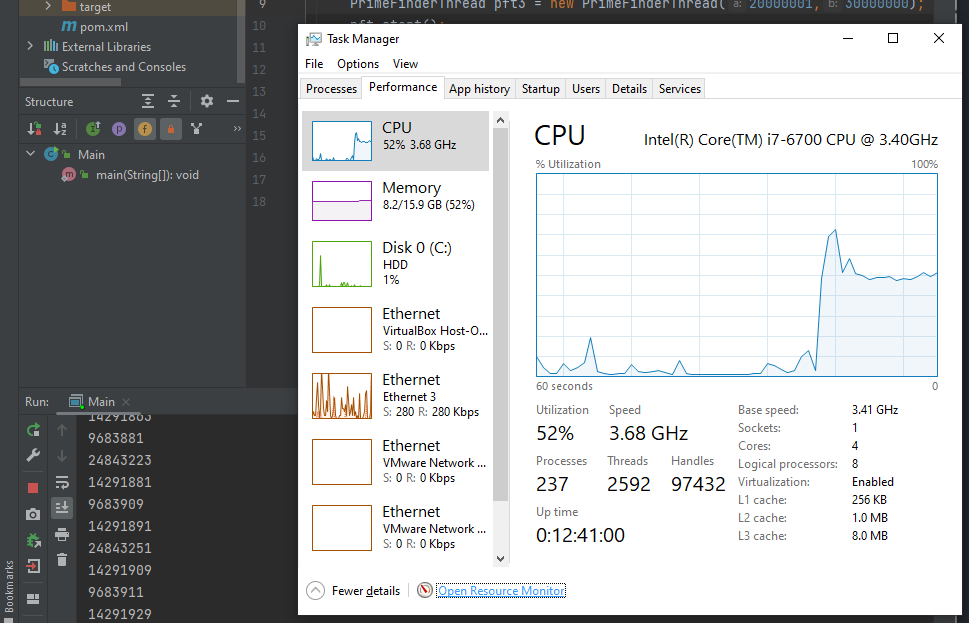 target
pom.xml
External Libraries
Scratches and Consoles
Structure
Main
main(String[]): void
9
10
11
12
13
14
15
16
17
18
PrimeFinderThread pft3 = new PrimeFinderThread( a: 20000001, b: 30000000);
pft.start();
Task Manager
File Options View
Processes Performance App history Startup Users Details Services
CPU
52% 3.68 GHz
Memory
8.2/15.9 GB (52%)
Disk 0 (C:)
HDD
1%
Ethernet
VirtualBox Host-O...
S: 0 R: 0 Kbps
Ethernet
Ethernet 3
S: 280 R: 280 Kbps
Ethernet
VMware Network ...
S: 0 R: 0 Kbps
Ethernet
VMware Network ...
S: 0 R: 0 Kbps
CPU Intel(R) Core(TM) i7-6700 CPU @ 3.40GHz
% Utilization 100%
60 seconds 0
Utilization Speed
52% 3.68 GHz
Processes Threads Handles
237 2592 97432
Up time
0:12:41:00
Base speed: 3.41 GHz
Sockets: 1
Cores: 4
Logical processors: 8
Virtualization: Enabled
L1 cache: 256 KB
L2 cache: 1.0 MB
L3 cache: 8.0 MB
Fewer details Open Resource Monitor
Run: Main
14291863
9683881
24843223
14291881
9683909
14291891
24843251
14291909
9683911
14291929
Bookmarks